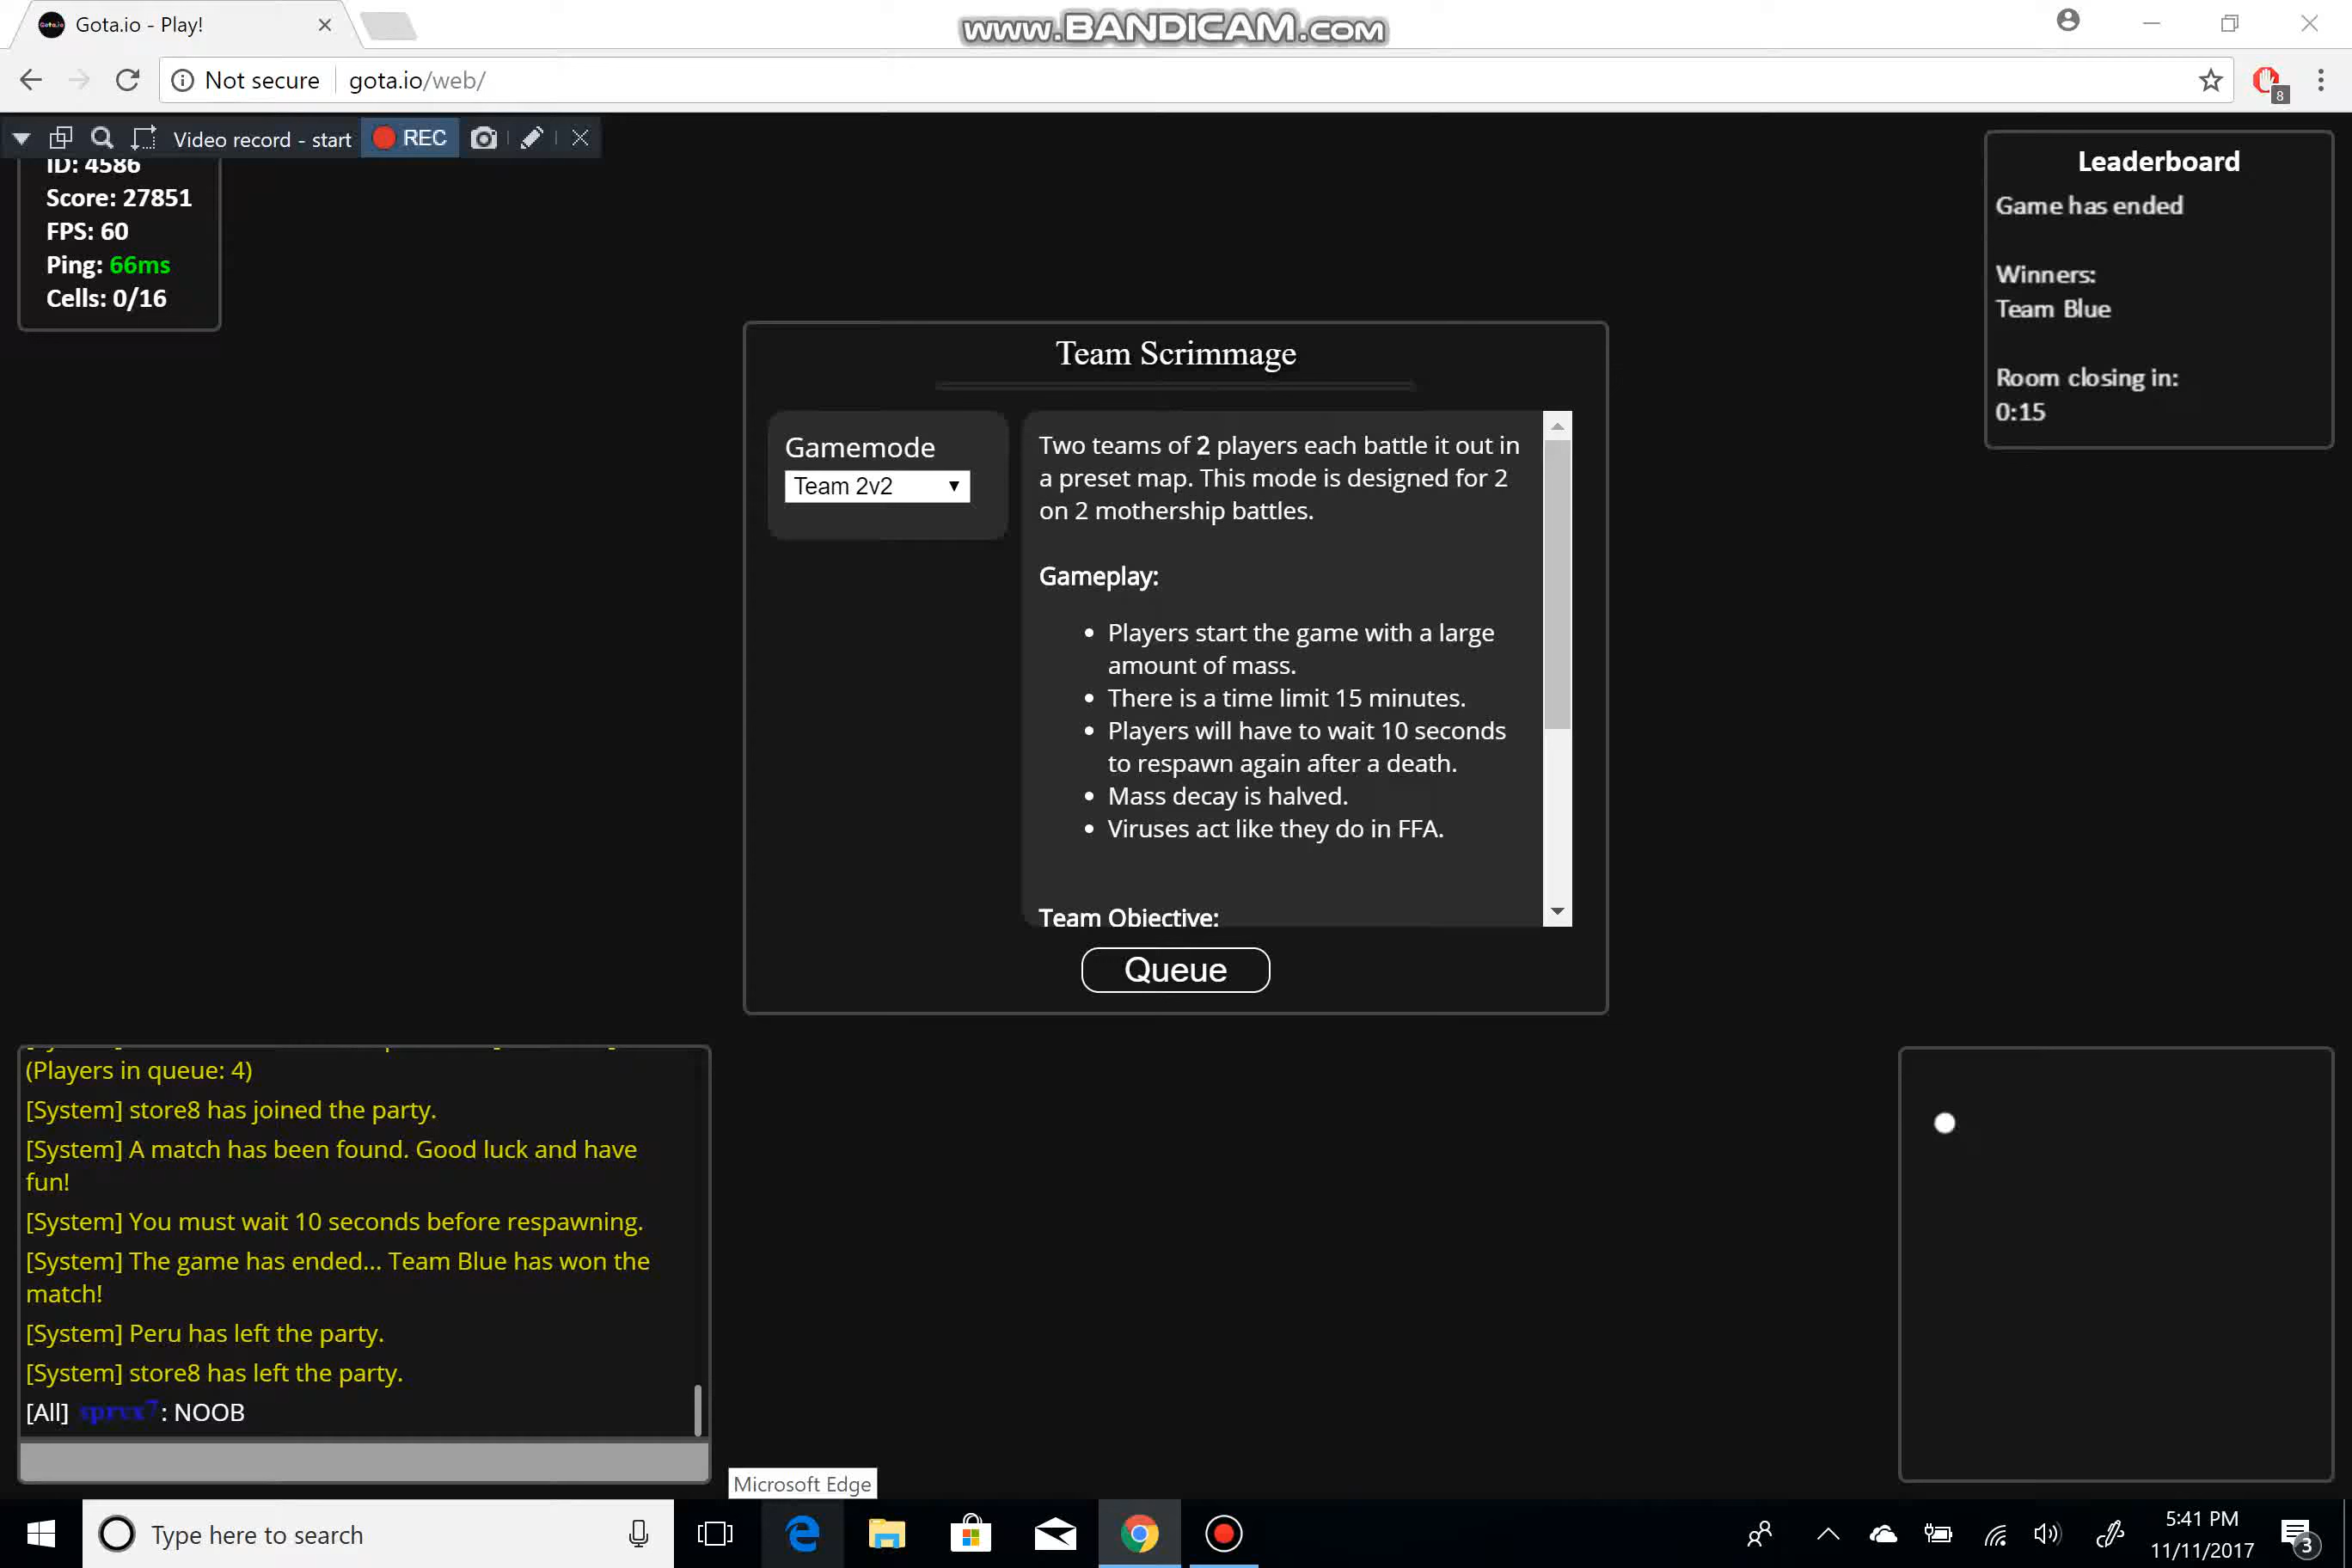 Gota.io - Play!
www.BANDICAM.com
Not secure
gota.io/web/
8
Video record - start
REC
ID: 4586
Score: 27851
FPS: 60
Ping: 66ms
Cells: 0/16
Leaderboard
Game has ended
Winners:
Team Blue
Room closing in:
0:15
Team Scrimmage
Gamemode
Team 2v2
Two teams of 2 players each battle it out in
a preset map. This mode is designed for 2
on 2 mothership battles.
Gameplay:
• Players start the game with a large
amount of mass.
• There is a time limit 15 minutes.
• Players will have to wait 10 seconds
to respawn again after a death.
• Mass decay is halved.
• Viruses act like they do in FFA.
Team Objective:
Queue
(Players in queue: 4)
[System] store8 has joined the party.
[System] A match has been found. Good luck and have
fun!
[System] You must wait 10 seconds before respawning.
[System] The game has ended... Team Blue has won the
match!
[System] Peru has left the party.
[System] store8 has left the party.
[All] : NOOB
Microsoft Edge
Type here to search
5:41 PM
11/11/2017
3